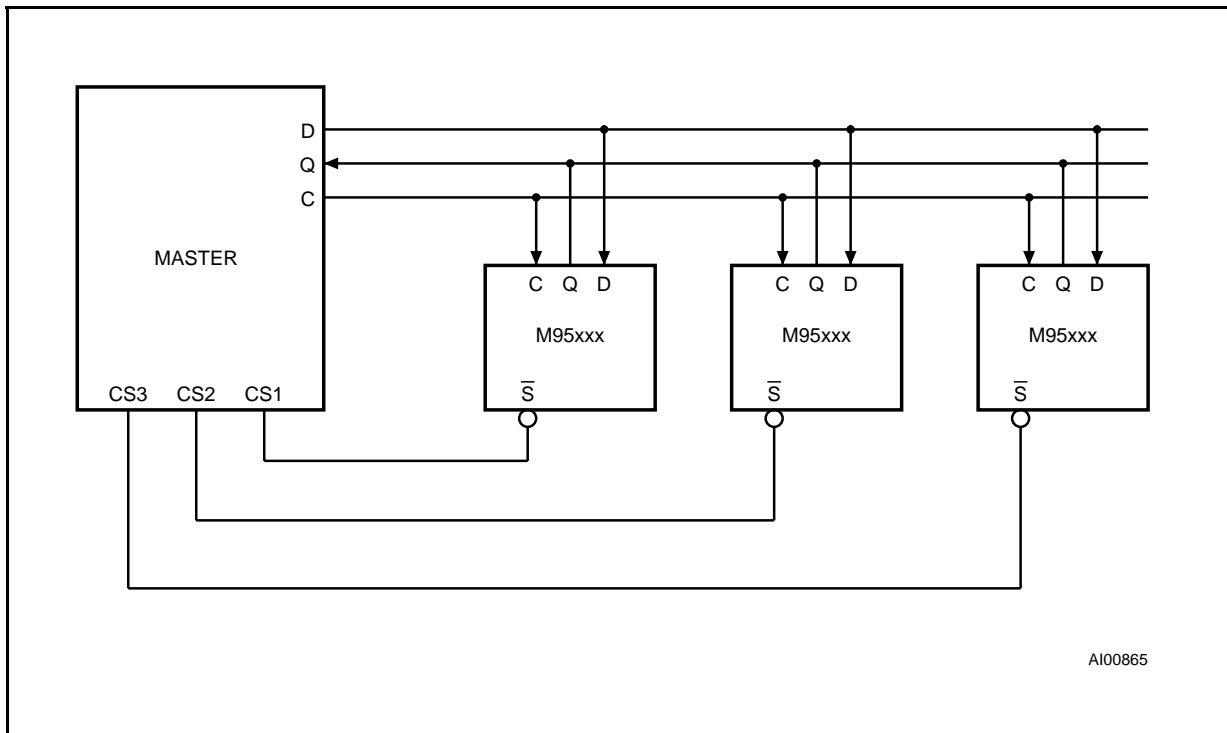 D
Q
C
MASTER
C Q D
C Q D
C Q D
M95xxx
M95xxx
M95xxx
CS3 CS2 CS1
S̅
S̅
S̅
AI00865